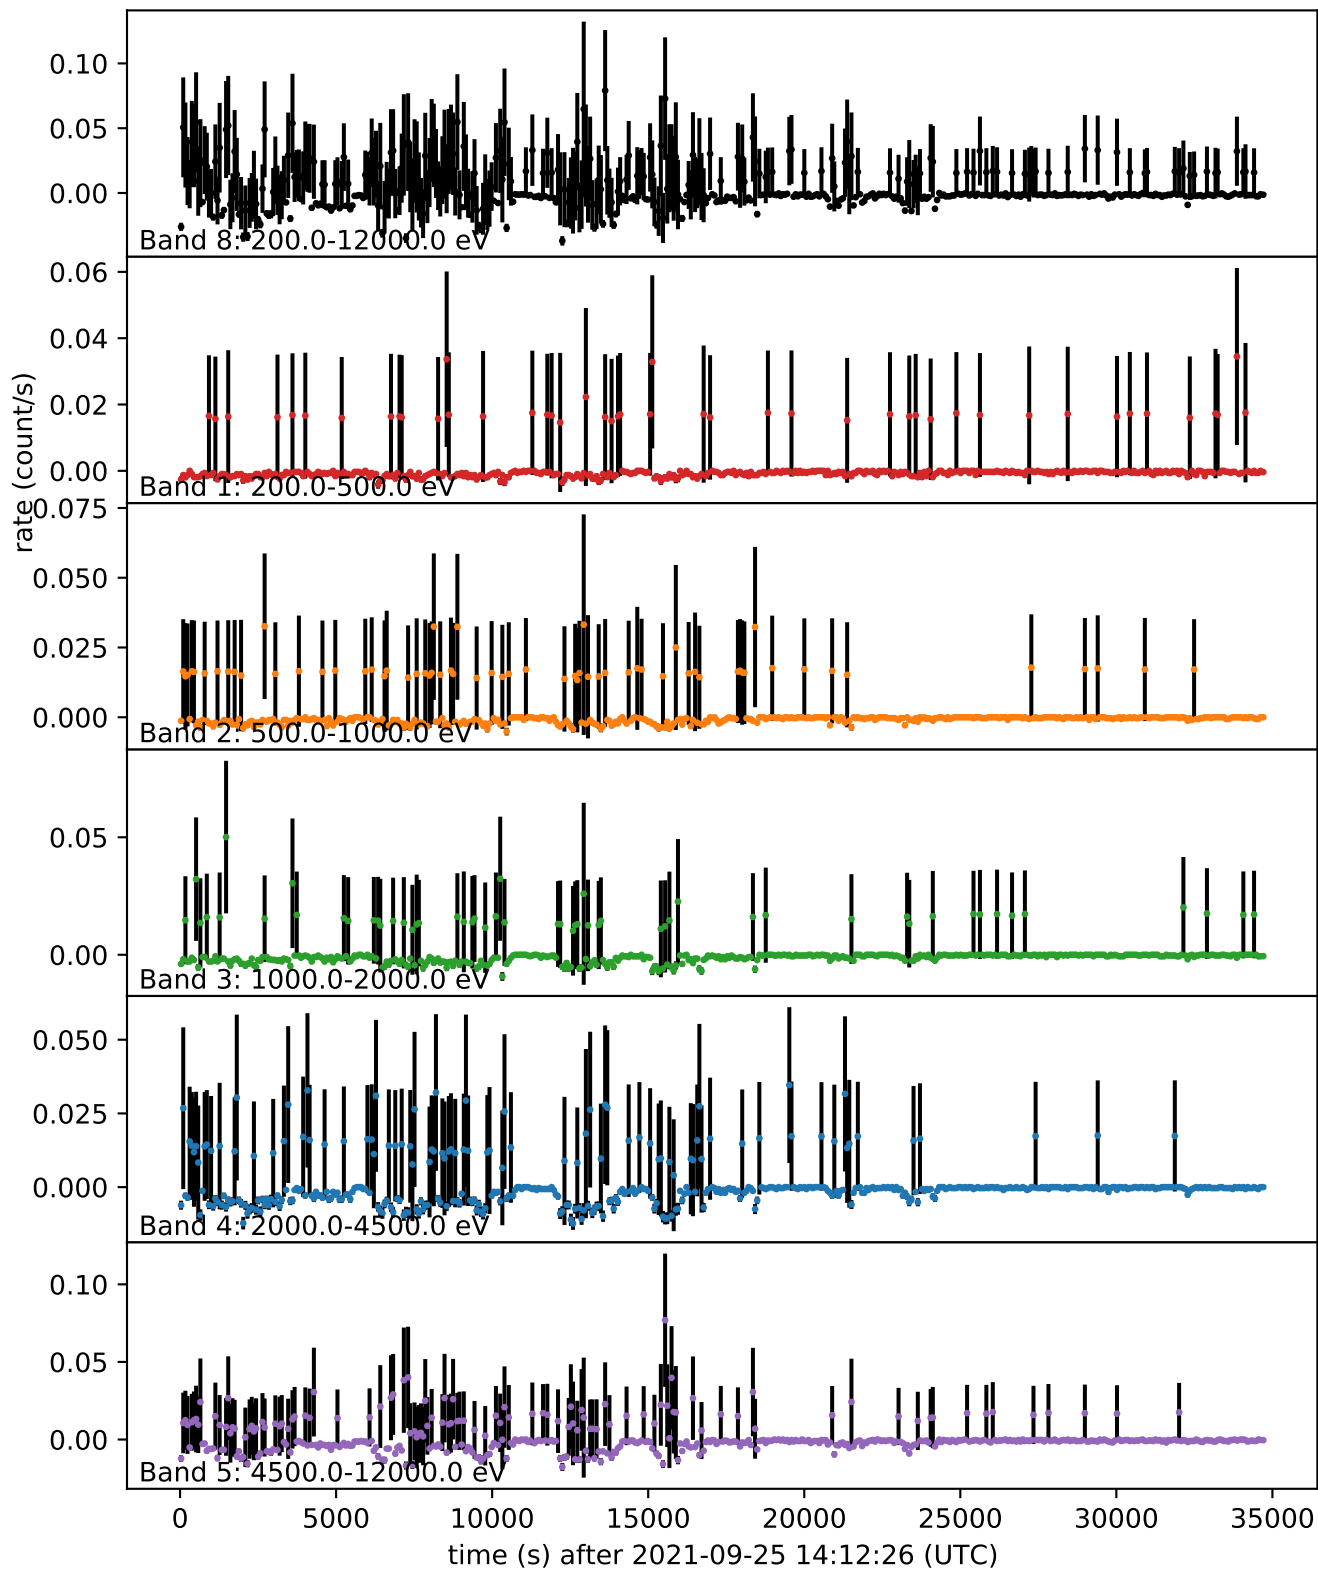 0.10
0.05
0.00
Band 8: 200.0-12000.0 eV
0.06
0.04
0.02
0.00
Band 1: 200.0-500.0 eV
rate (count/s)
0.075
0.050
0.025
0.000
Band 2: 500.0-1000.0 eV
0.05
0.00
Band 3: 1000.0-2000.0 eV
0.050
0.025
0.000
Band 4: 2000.0-4500.0 eV
0.10
0.05
0.00
Band 5: 4500.0-12000.0 eV
0 5000 10000 15000 20000 25000 30000 35000
time (s) after 2021-09-25 14:12:26 (UTC)